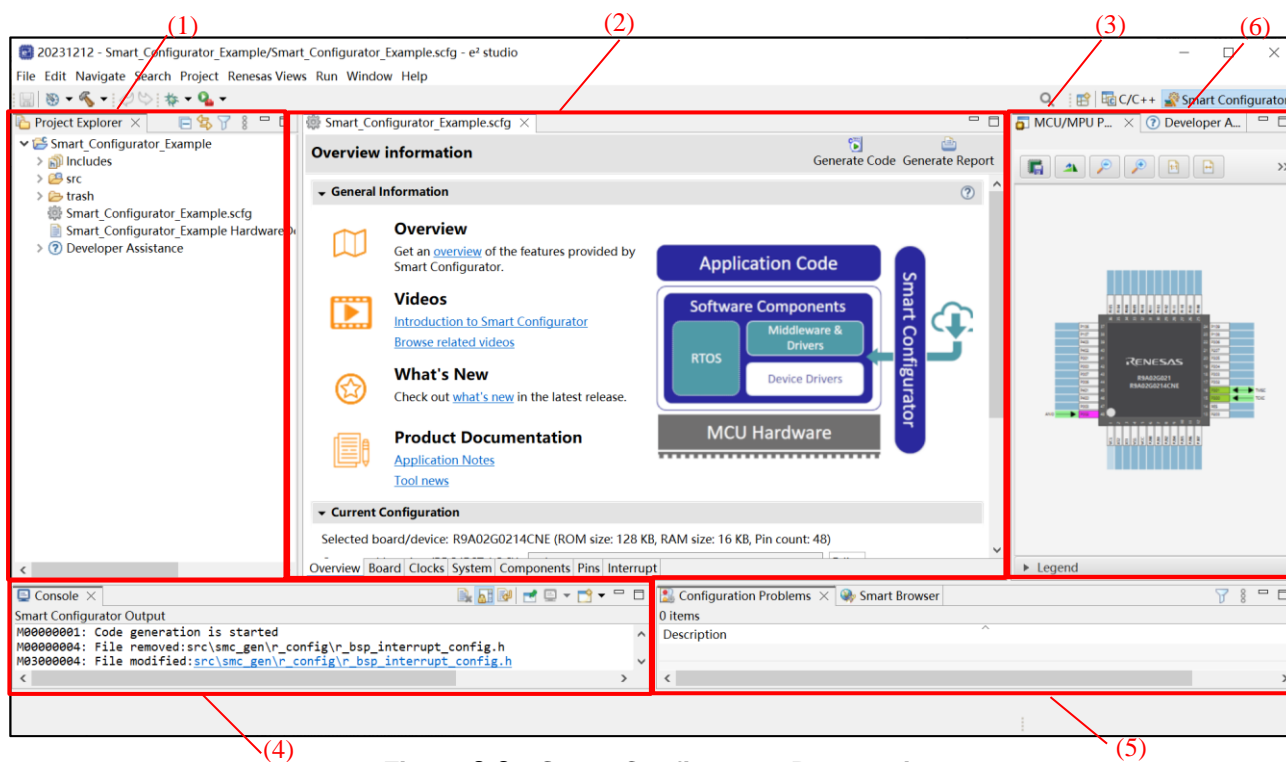 (1)
(2)
(3)
(6)
20231212 - Smart_Configurator_Example/Smart_Configurator_Example.scfg - e² studio
File Edit Navigate Search Project Renesas Views Run Window Help
C/C++ Smart Configurator
Project Explorer
Smart_Configurator_Example
Includes
src
trash
Smart_Configurator_Example.scfg
Smart_Configurator_Example Hardware
Developer Assistance
Smart_Configurator_Example.scfg
Overview information
Generate Code Generate Report
General Information
Overview
Get an overview of the features provided by
Smart Configurator.
Videos
Introduction to Smart Configurator
Browse related videos
What's New
Check out what's new in the latest release.
Product Documentation
Application Notes
Tool news
Application Code
Software Components
RTOS
Middleware &
Drivers
Device Drivers
MCU Hardware
Smart Configurator
Current Configuration
Selected board/device: R9A02G0214CNE (ROM size: 128 KB, RAM size: 16 KB, Pin count: 48)
Overview Board Clocks System Components Pins Interrupt
MCU/MPU P... Developer A...
RENESAS
R9A02G021
R9A02G0214CNE
Legend
Console
Smart Configurator Output
M00000001: Code generation is started
M00000004: File removed:src\smc_gen\r_config\r_bsp_interrupt_config.h
M03000004: File modified:src\smc_gen\r_config\r_bsp_interrupt_config.h
Configuration Problems Smart Browser
0 items
Description
(4)
(5)